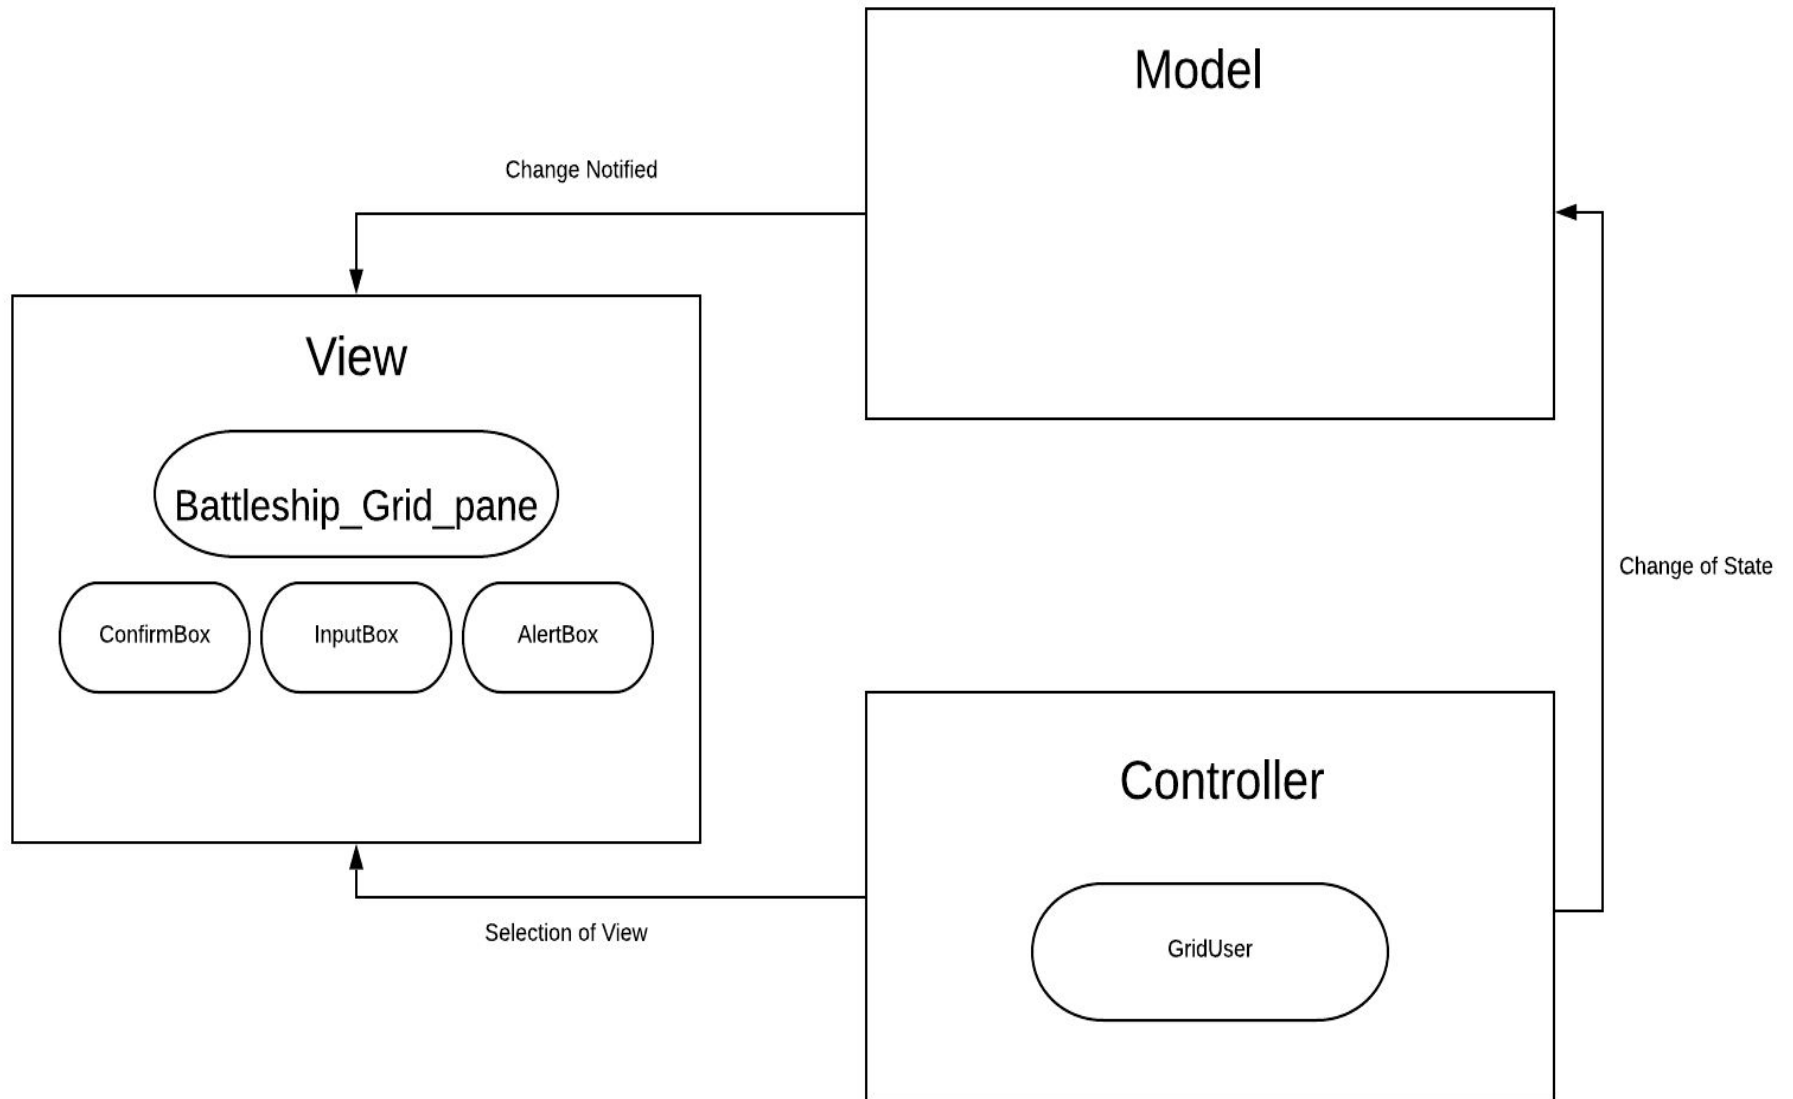 Model
Change Notified
View
Battleship_Grid_pane
ConfirmBox
InputBox
AlertBox
Change of State
Controller
Selection of View
GridUser